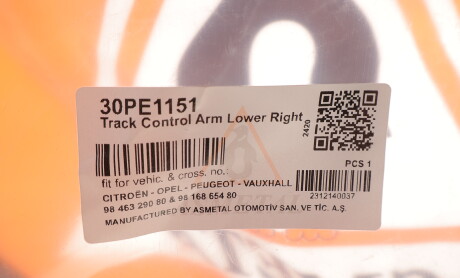 30PE1151
Track Control Arm Lower Right
2420
PCS 1
fit for vehic. & cross. no.:
CITROËN - OPEL - PEUGEOT - VAUXHALL
98 463 290 80 & 98 168 654 80
2312140037
MANUFACTURED BY ASMETAL OTOMOTİV SAN. VE TİC. A.Ş.